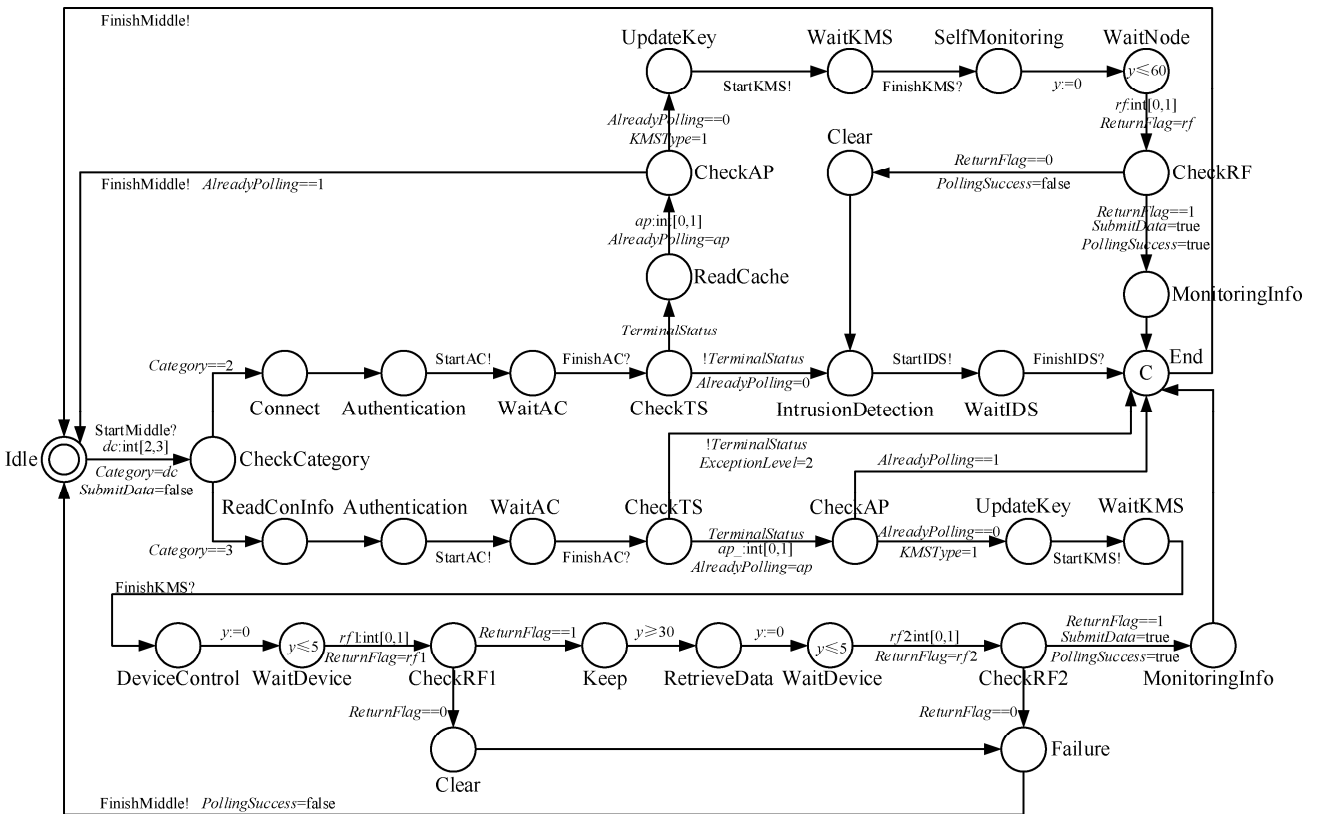 FinishMiddle!
UpdateKey
WaitKMS
SelfMonitoring
WaitNode
y≤60
StartKMS!
FinishKMS?
y:=0
rf:int[0,1]
ReturnFlag=rf
AlreadyPolling==0
KMSType=1
Clear
ReturnFlag==0
PollingSuccess=false
CheckRF
CheckAP
FinishMiddle! AlreadyPolling==1
ap:int[0,1]
AlreadyPolling=ap
ReturnFlag==1
SubmitData=true
PollingSuccess=true
ReadCache
MonitoringInfo
TerminalStatus
Category==2
StartAC!
FinishAC?
!TerminalStatus
AlreadyPolling=0
StartIDS!
FinishIDS?
End
C
Connect
Authentication
WaitAC
CheckTS
IntrusionDetection
WaitIDS
Idle
StartMiddle?
dc:int[2,3]
Category=dc
SubmitData=false
CheckCategory
!TerminalStatus
ExceptionLevel=2
AlreadyPolling==1
ReadConInfo
Authentication
WaitAC
CheckTS
CheckAP
UpdateKey
WaitKMS
Category==3
StartAC!
FinishAC?
TerminalStatus
ap_:int[0,1]
AlreadyPolling=ap
AlreadyPolling==0
KMSType=1
StartKMS!
FinishKMS?
y:=0
y≤5
rf1:int[0,1]
ReturnFlag=rf1
ReturnFlag==1
y≥30
y:=0
y≤5
rf2int[0,1]
ReturnFlag=rf2
ReturnFlag==1
SubmitData=true
PollingSuccess=true
DeviceControl
WaitDevice
CheckRF1
Keep
RetrieveData
WaitDevice
CheckRF2
MonitoringInfo
ReturnFlag==0
ReturnFlag==0
Clear
Failure
FinishMiddle! PollingSuccess=false